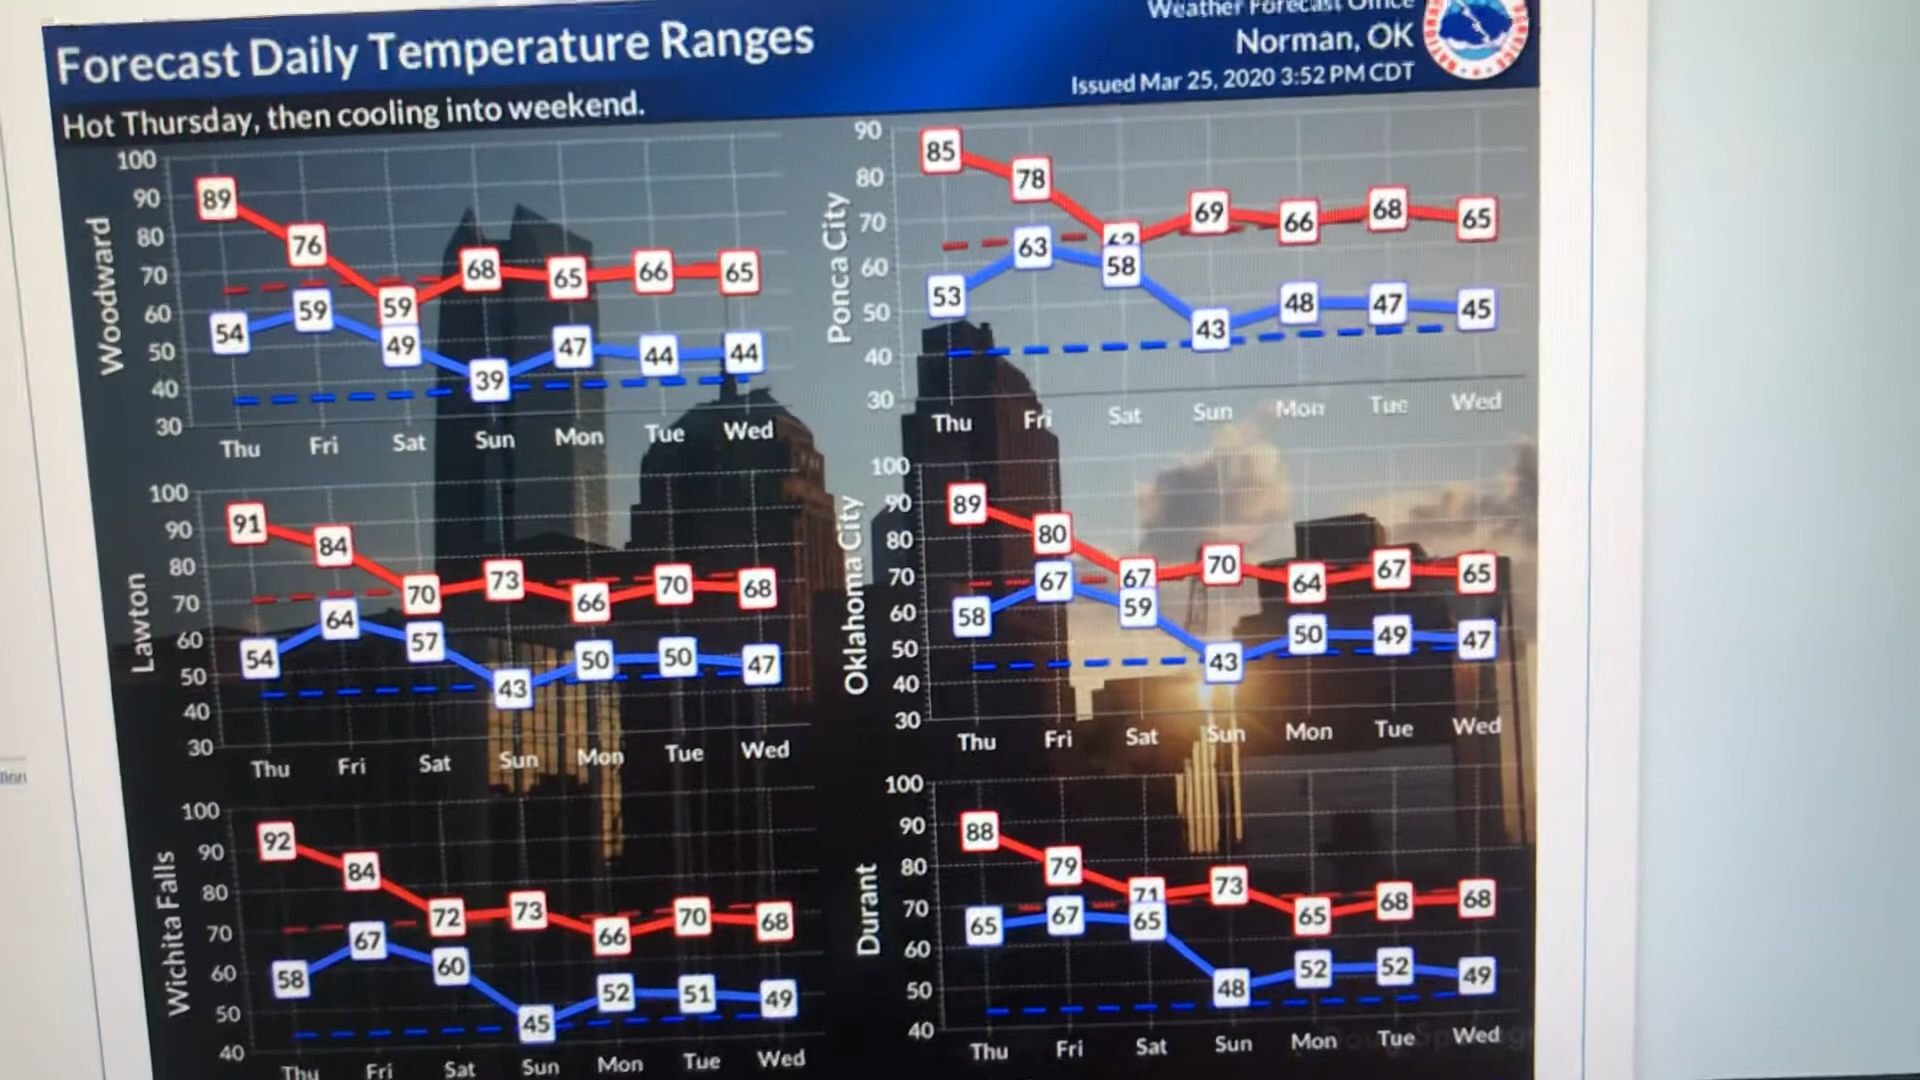 Forecast Daily Temperature Ranges
Weather Forecast Office
Norman, OK
Issued Mar 25, 2020 3:52 PM CDT
Hot Thursday, then cooling into weekend.
Woodward
100
90
80
70
60
50
40
30
89 76 59 68 65 66 65
54 59 49 39 47 44 44
Thu Fri Sat Sun Mon Tue Wed
Ponca City
90
80
70
60
50
40
30
85 78 69 66 68 65
53 63 58 43 48 47 45
Thu Fri Sat Sun Mon Tue Wed
Lawton
100
90
80
70
60
50
40
30
91 84 70 73 66 70 68
54 64 57 43 50 50 47
Thu Fri Sat Sun Mon Tue Wed
Oklahoma City
100
90
80
70
60
50
40
30
89 80 67 70 64 67 65
58 67 59 43 50 49 47
Thu Fri Sat Sun Mon Tue Wed
Wichita Falls
100
90
80
70
60
50
40
92 84 72 73 66 70 68
58 67 60 45 52 51 49
Thu Fri Sat Sun Mon Tue Wed
Durant
100
90
80
70
60
50
40
88 79 71 73 65 68 68
65 67 65 48 52 52 49
Thu Fri Sat Sun Mon Tue Wed